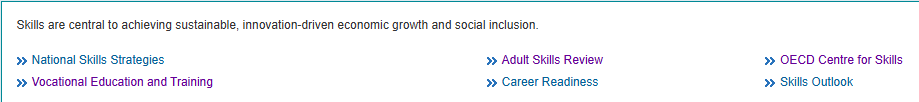 Skills are central to achieving sustainable, innovation-driven economic growth and social inclusion.
National Skills Strategies Adult Skills Review OECD Centre for Skills
Vocational Education and Training Career Readiness Skills Outlook